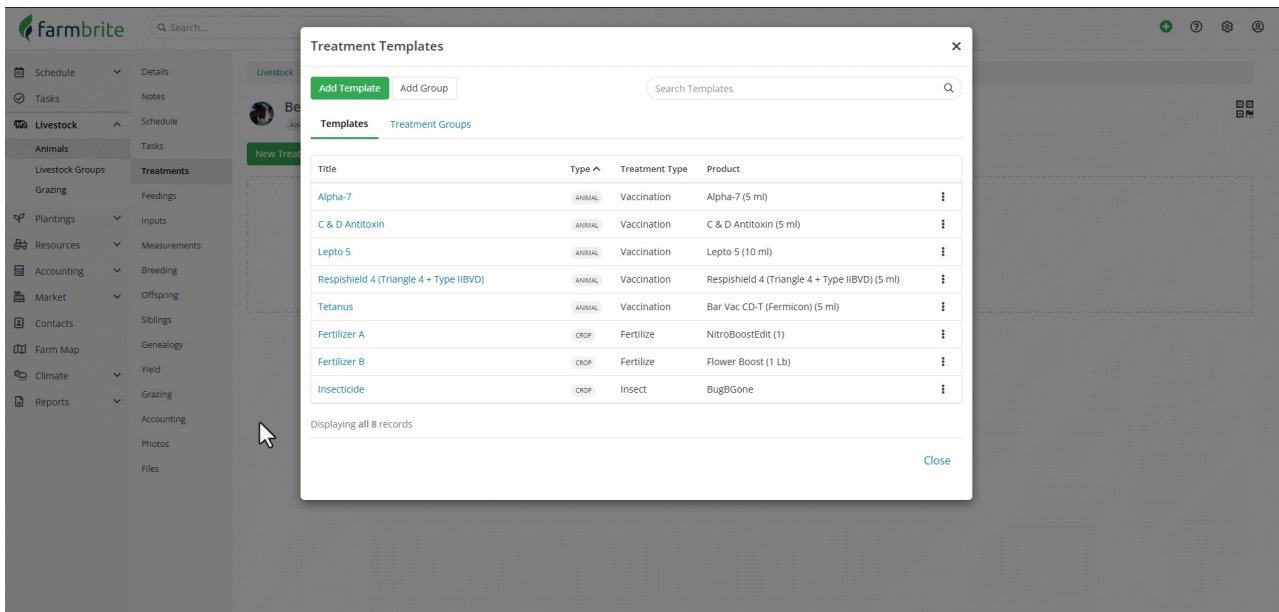 farmbrite
Search...
Schedule
Tasks
Livestock
Animals
Livestock Groups
Grazing
Plantings
Resources
Accounting
Market
Contacts
Farm Map
Climate
Reports
Details
Notes
Schedule
Tasks
Treatments
Feedings
Inputs
Measurements
Breeding
Offspring
Siblings
Genealogy
Yield
Grazing
Accounting
Photos
Files
Livestock
Be
New Treat
Treatment Templates
Add Template Add Group Search Templates
Templates Treatment Groups
Title Type Treatment Type Product
Alpha-7 ANIMAL Vaccination Alpha-7 (5 ml)
C & D Antitoxin ANIMAL Vaccination C & D Antitoxin (5 ml)
Lepto 5 ANIMAL Vaccination Lepto 5 (10 ml)
Respishield 4 (Triangle 4 + Type IIBVD) ANIMAL Vaccination Respishield 4 (Triangle 4 + Type IIBVD) (5 ml)
Tetanus ANIMAL Vaccination Bar Vac CD-T (Fermicon) (5 ml)
Fertilizer A CROP Fertilize NitroBoostEdit (1)
Fertilizer B CROP Fertilize Flower Boost (1 Lb)
Insecticide CROP Insect BugBGone
Displaying all 8 records
Close